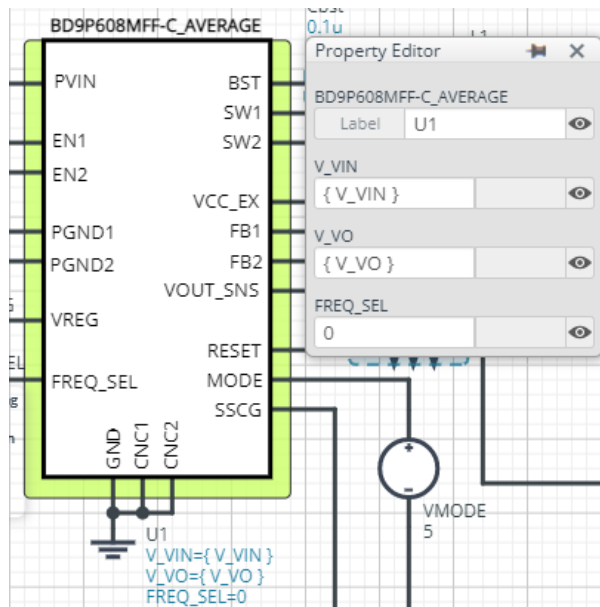 BD9P608MFF-C_AVERAGE
0.1u
PVIN
BST
SW1
EN1
SW2
EN2
VCC_EX
PGND1
FB1
PGND2
FB2
VOUT_SNS
VREG
RESET
FREQ_SEL
MODE
SSCG
GND
CNC1
CNC2
U1
V_VIN={ V_VIN }
V_VO={ V_VO }
FREQ_SEL=0
VMODE
5
Property Editor
BD9P608MFF-C_AVERAGE
Label U1
V_VIN
{ V_VIN }
V_VO
{ V_VO }
FREQ_SEL
0